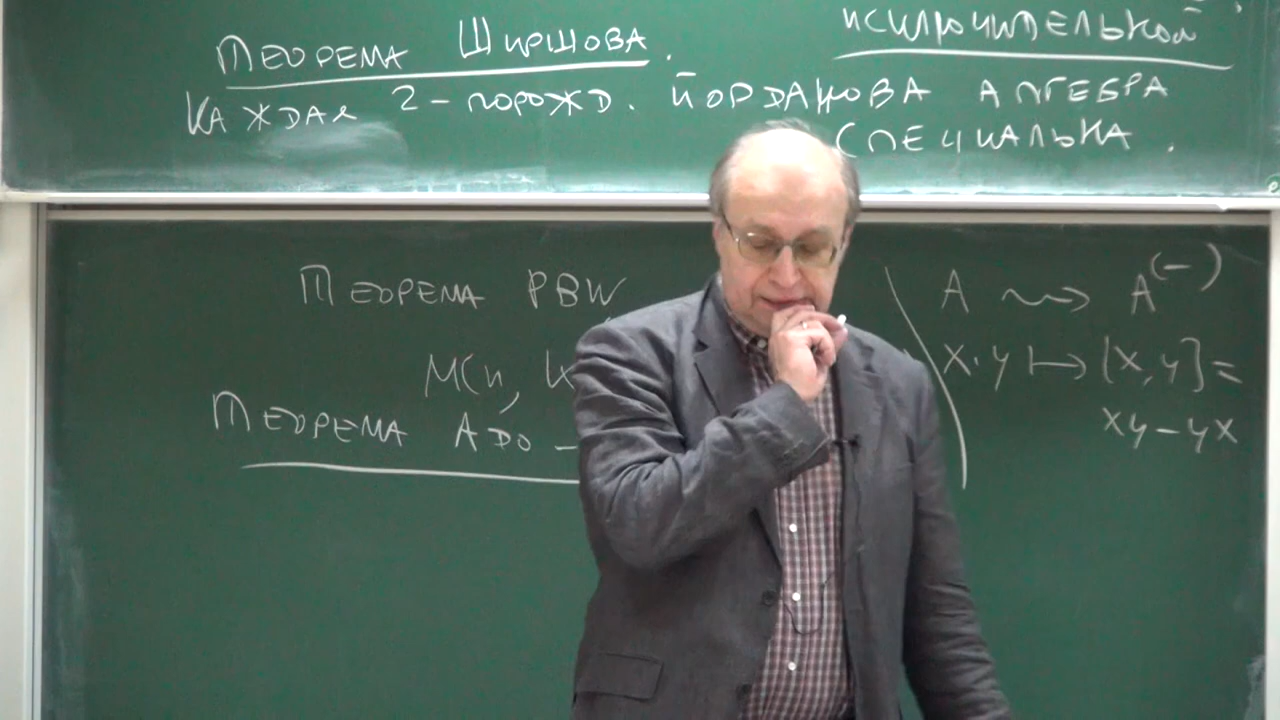 исключительной
Теорема Ширшова.
Каждая 2-порожд. йорданова алгебра
специальна.
Теорема PBW
M(n, K
Теорема Адо –
A ⇝ A^(-)
x·y ↦ [x,y] =
xy - yx